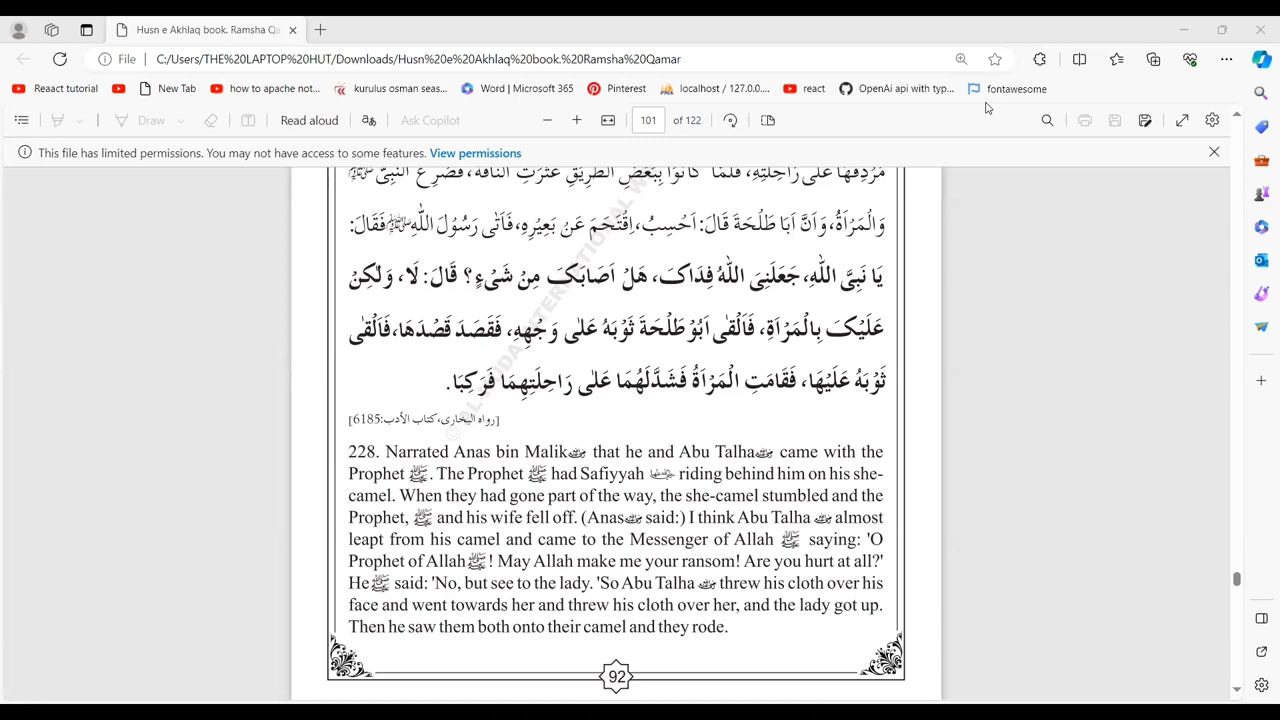 Husn e Akhlaq book. Ramsha Qa
File C:/Users/THE%20LAPTOP%20HUT/Downloads/Husn%20e%20Akhlaq%20book.%20Ramsha%20Qamar
Reaact tutorial New Tab how to apache not... kurulus osman seas... Word | Microsoft 365 Pinterest localhost / 127.0.0.... react OpenAi api with typ... fontawesome
Draw Read aloud Ask Copilot 101 of 122
This file has limited permissions. You may not have access to some features. View permissions
مُرْدِفُهَا عَلٰى رَاحِلَتِهِ، فَلَمَّا كَانُوْا بِبَعْضِ الطَّرِيْقِ عَثَرَتِ النَّاقَةُ، فَصُرِعَ النَّبِيُّ ﷺ
وَالْمَرْاَةُ، وَاَنَّ اَبَا طَلْحَةَ قَالَ: اَحْسِبُ، اِقْتَحَمَ عَنْ بَعِيْرِهِ، فَاَتٰى رَسُوْلَ اللّٰهِ ﷺ فَقَالَ:
يَا نَبِيَّ اللّٰهِ، جَعَلَنِيَ اللّٰهُ فِدَاكَ، هَلْ اَصَابَكَ مِنْ شَيْءٍ؟ قَالَ: لَا، وَلٰكِنْ
عَلَيْكَ بِالْمَرْاَةِ، فَاَلْقٰى اَبُوْ طَلْحَةَ ثَوْبَهُ عَلٰى وَجْهِهِ، فَقَصَدَ قَصْدَهَا، فَاَلْقٰى
ثَوْبَهُ عَلَيْهَا، فَقَامَتِ الْمَرْاَةُ فَشَدَّ لَهُمَا عَلٰى رَاحِلَتِهِمَا فَرَكِبَا.
[رواه البخارى، كتاب الأدب:6185]
228. Narrated Anas bin Malik that he and Abu Talha came with the
Prophet ﷺ. The Prophet ﷺ had Safiyyah riding behind him on his she-
camel. When they had gone part of the way, the she-camel stumbled and the
Prophet, ﷺ and his wife fell off. (Anas said:) I think Abu Talha almost
leapt from his camel and came to the Messenger of Allah ﷺ saying: 'O
Prophet of Allah ﷺ! May Allah make me your ransom! Are you hurt at all?'
He ﷺ said: 'No, but see to the lady. 'So Abu Talha threw his cloth over his
face and went towards her and threw his cloth over her, and the lady got up.
Then he saw them both onto their camel and they rode.
92